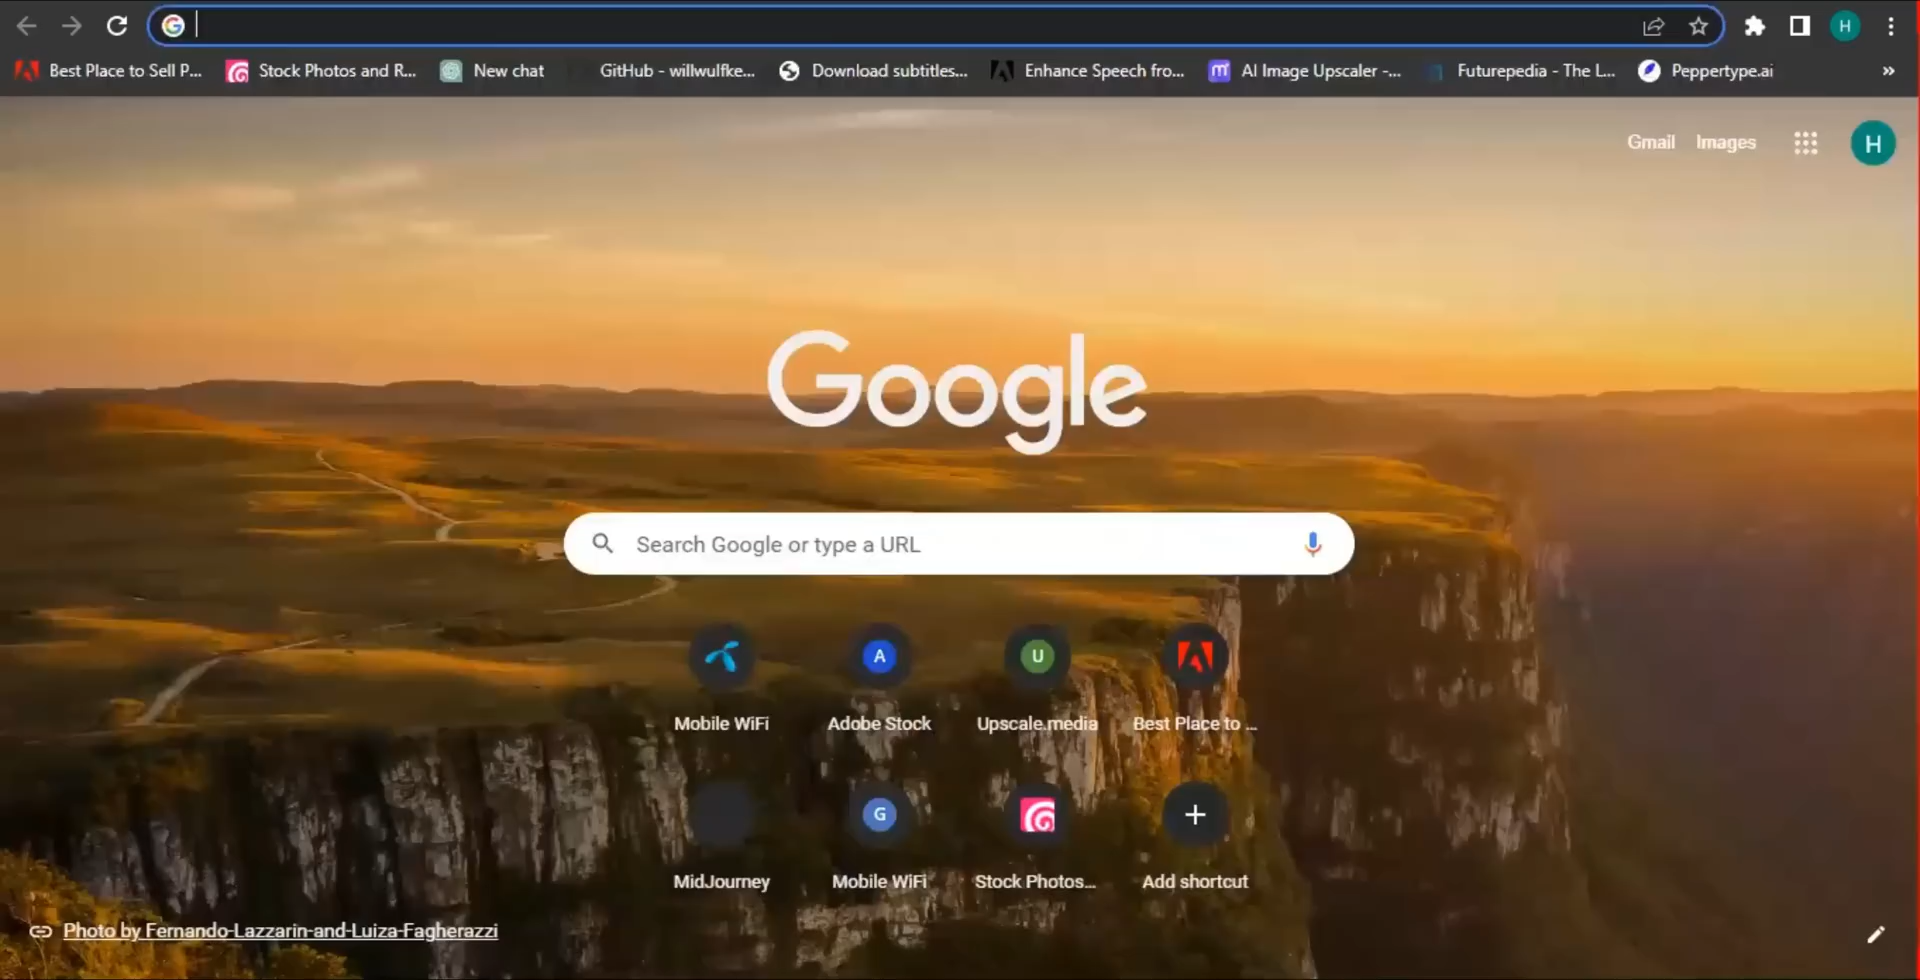 Best Place to Sell P...
Stock Photos and R...
New chat
GitHub - willwulfke...
Download subtitles...
Enhance Speech fro...
AI Image Upscaler -...
Futurepedia - The L...
Peppertype.ai
»
H
Gmail
Images
H
Google
Search Google or type a URL
A
U
Mobile WiFi
Adobe Stock
Upscale.media
Best Place to ...
G
MidJourney
Mobile WiFi
Stock Photos...
Add shortcut
Photo by Fernando-Lazzarin-and-Luiza-Fagherazzi